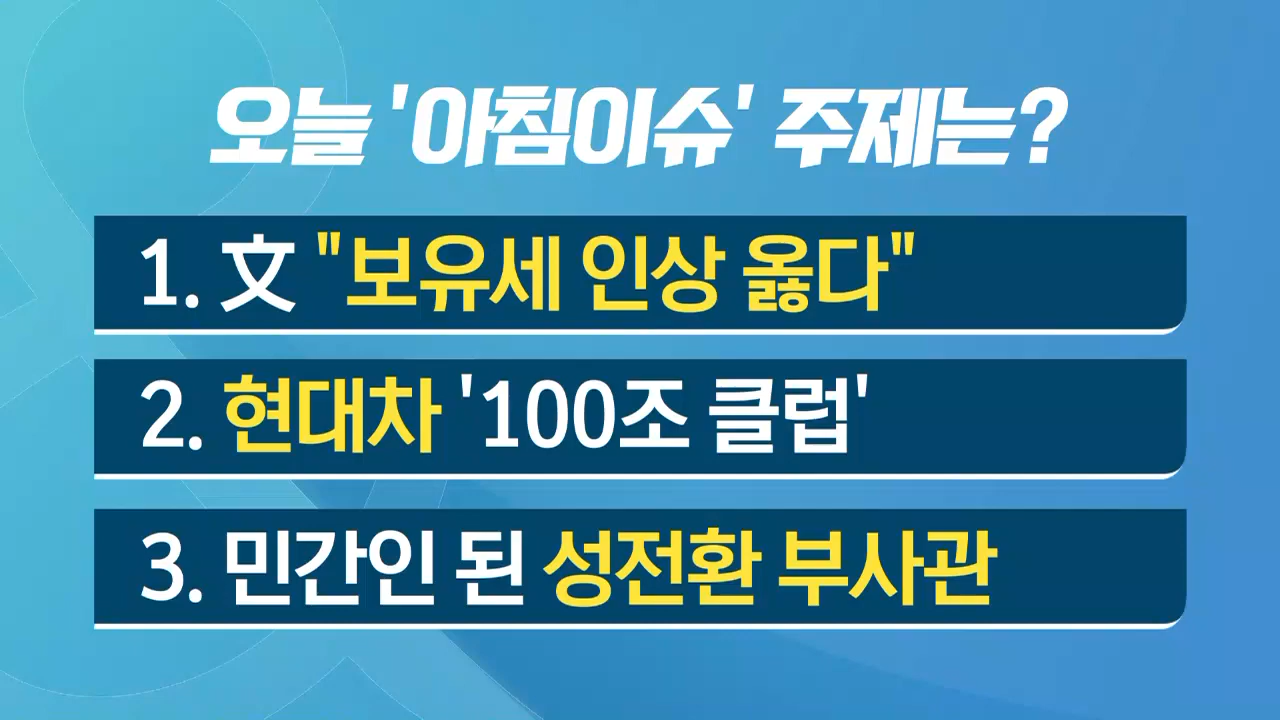 오늘 '아침이슈' 주제는?
1. 文 "보유세 인상 옳다"
2. 현대차 '100조 클럽'
3. 민간인 된 성전환 부사관